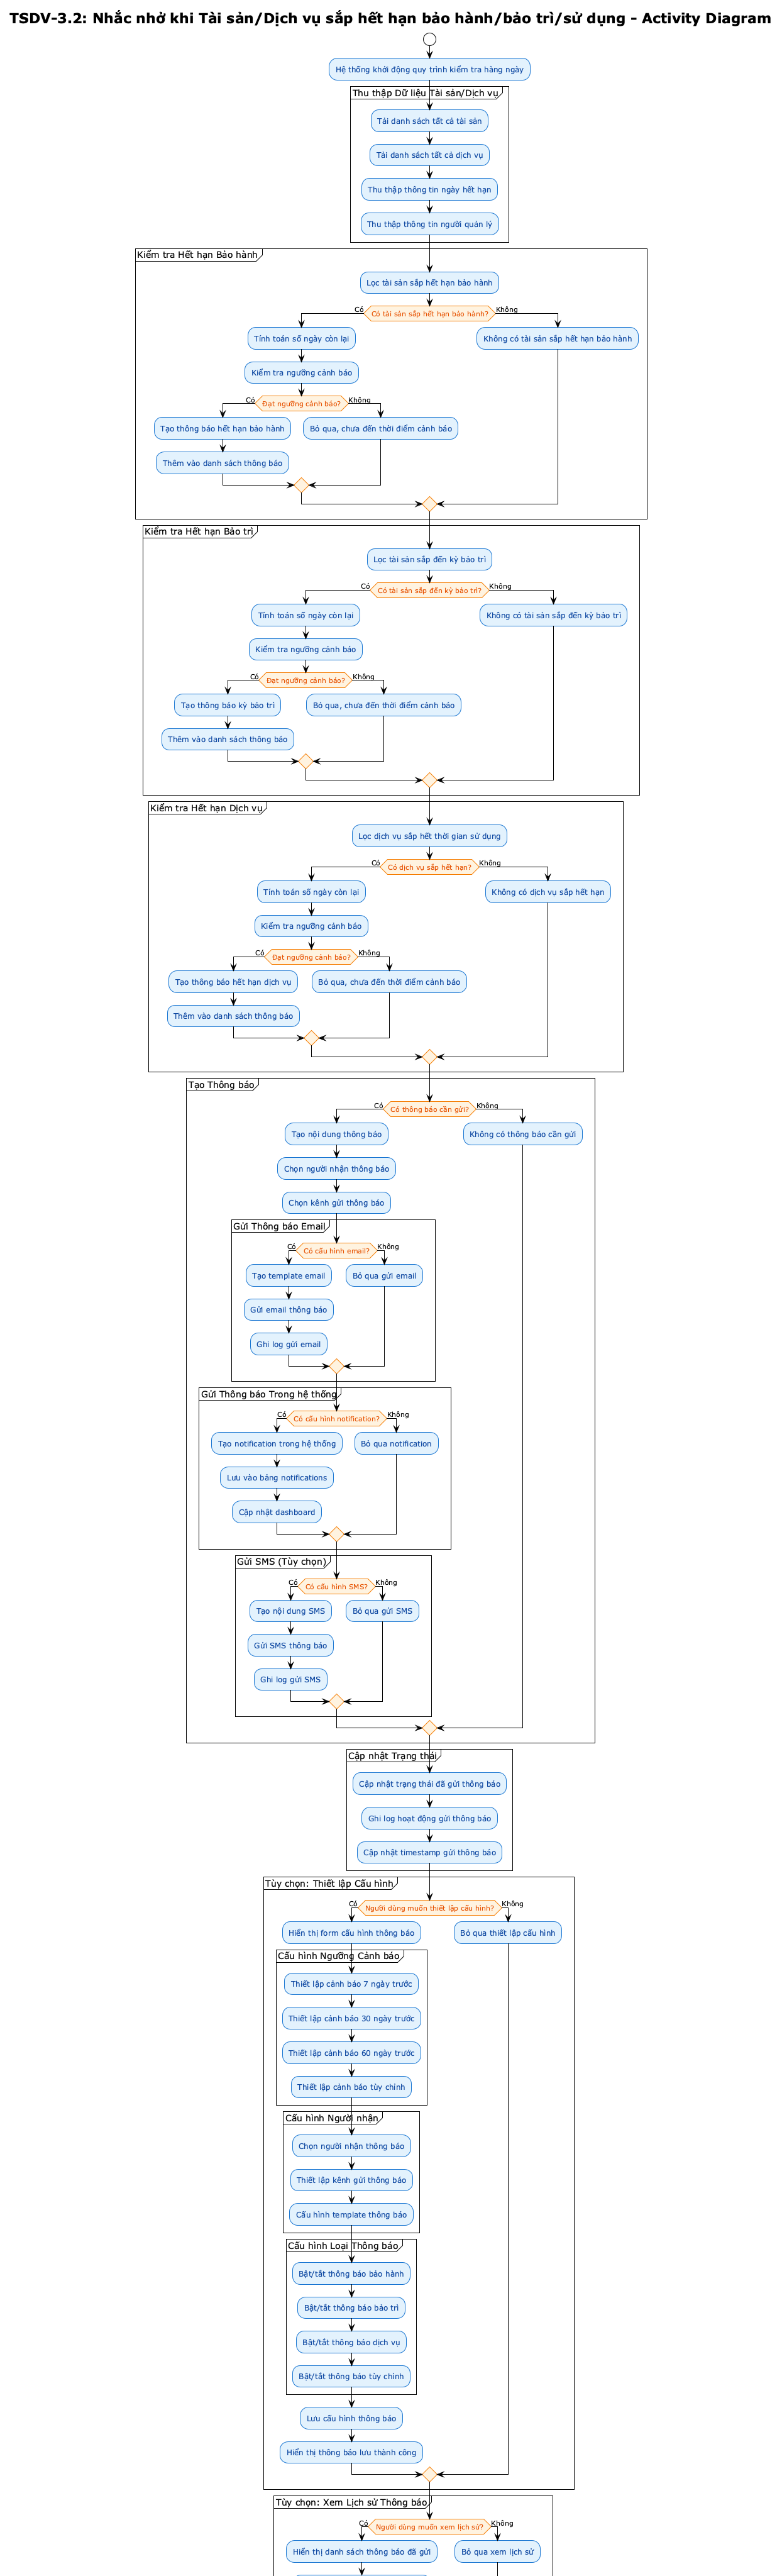 TSDV-3.2: Nhắc nhở khi Tài sản/Dịch vụ sắp hết hạn bảo hành/bảo trì/sử dụng - Activity Diagram
Hệ thống khởi động quy trình kiểm tra hàng ngày
Thu thập Dữ liệu Tài sản/Dịch vụ
Tải danh sách tất cả tài sản
Tải danh sách tất cả dịch vụ
Thu thập thông tin ngày hết hạn
Thu thập thông tin người quản lý
Kiểm tra Hết hạn Bảo hành
Lọc tài sản sắp hết hạn bảo hành
Có
Có tài sản sắp hết hạn bảo hành?
Không
Tính toán số ngày còn lại
Không có tài sản sắp hết hạn bảo hành
Kiểm tra ngưỡng cảnh báo
Có
Đạt ngưỡng cảnh báo?
Không
Tạo thông báo hết hạn bảo hành
Bỏ qua, chưa đến thời điểm cảnh báo
Thêm vào danh sách thông báo
Kiểm tra Hết hạn Bảo trì
Lọc tài sản sắp đến kỳ bảo trì
Có
Có tài sản sắp đến kỳ bảo trì?
Không
Tính toán số ngày còn lại
Không có tài sản sắp đến kỳ bảo trì
Kiểm tra ngưỡng cảnh báo
Có
Đạt ngưỡng cảnh báo?
Không
Tạo thông báo kỳ bảo trì
Bỏ qua, chưa đến thời điểm cảnh báo
Thêm vào danh sách thông báo
Kiểm tra Hết hạn Dịch vụ
Lọc dịch vụ sắp hết thời gian sử dụng
Có
Có dịch vụ sắp hết hạn?
Không
Tính toán số ngày còn lại
Không có dịch vụ sắp hết hạn
Kiểm tra ngưỡng cảnh báo
Có
Đạt ngưỡng cảnh báo?
Không
Tạo thông báo hết hạn dịch vụ
Bỏ qua, chưa đến thời điểm cảnh báo
Thêm vào danh sách thông báo
Tạo Thông báo
Có
Có thông báo cần gửi?
Không
Tạo nội dung thông báo
Không có thông báo cần gửi
Chọn người nhận thông báo
Chọn kênh gửi thông báo
Gửi Thông báo Email
Có
Có cấu hình email?
Không
Tạo template email
Bỏ qua gửi email
Gửi email thông báo
Ghi log gửi email
Gửi Thông báo Trong hệ thống
Có
Có cấu hình notification?
Không
Tạo notification trong hệ thống
Bỏ qua notification
Lưu vào bảng notifications
Cập nhật dashboard
Gửi SMS (Tùy chọn)
Có
Có cấu hình SMS?
Không
Tạo nội dung SMS
Bỏ qua gửi SMS
Gửi SMS thông báo
Ghi log gửi SMS
Cập nhật Trạng thái
Cập nhật trạng thái đã gửi thông báo
Ghi log hoạt động gửi thông báo
Cập nhật timestamp gửi thông báo
Tùy chọn: Thiết lập Cấu hình
Có
Người dùng muốn thiết lập cấu hình?
Không
Hiển thị form cấu hình thông báo
Bỏ qua thiết lập cấu hình
Cấu hình Ngưỡng Cảnh báo
Thiết lập cảnh báo 7 ngày trước
Thiết lập cảnh báo 30 ngày trước
Thiết lập cảnh báo 60 ngày trước
Thiết lập cảnh báo tùy chỉnh
Cấu hình Người nhận
Chọn người nhận thông báo
Thiết lập kênh gửi thông báo
Cấu hình template thông báo
Cấu hình Loại Thông báo
Bật/tắt thông báo bảo hành
Bật/tắt thông báo bảo trì
Bật/tắt thông báo dịch vụ
Bật/tắt thông báo tùy chỉnh
Lưu cấu hình thông báo
Hiển thị thông báo lưu thành công
Tùy chọn: Xem Lịch sử Thông báo
Có
Người dùng muốn xem lịch sử?
Không
Hiển thị danh sách thông báo đã gửi
Bỏ qua xem lịch sử